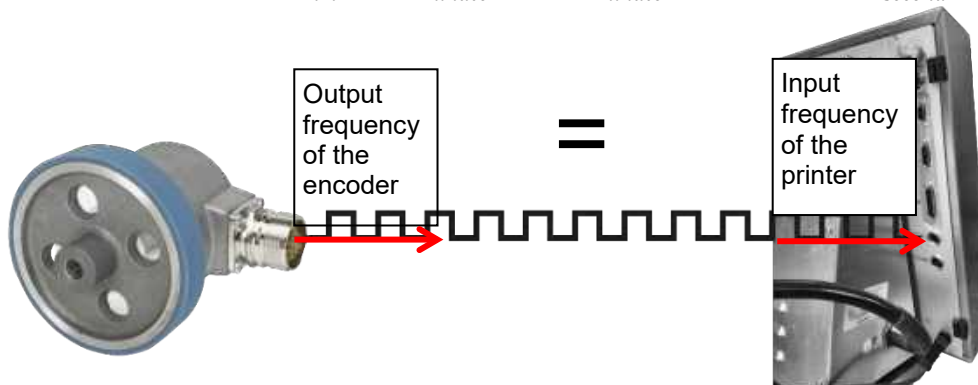 Output
frequency
of the
encoder
=
Input
frequency
of the
printer